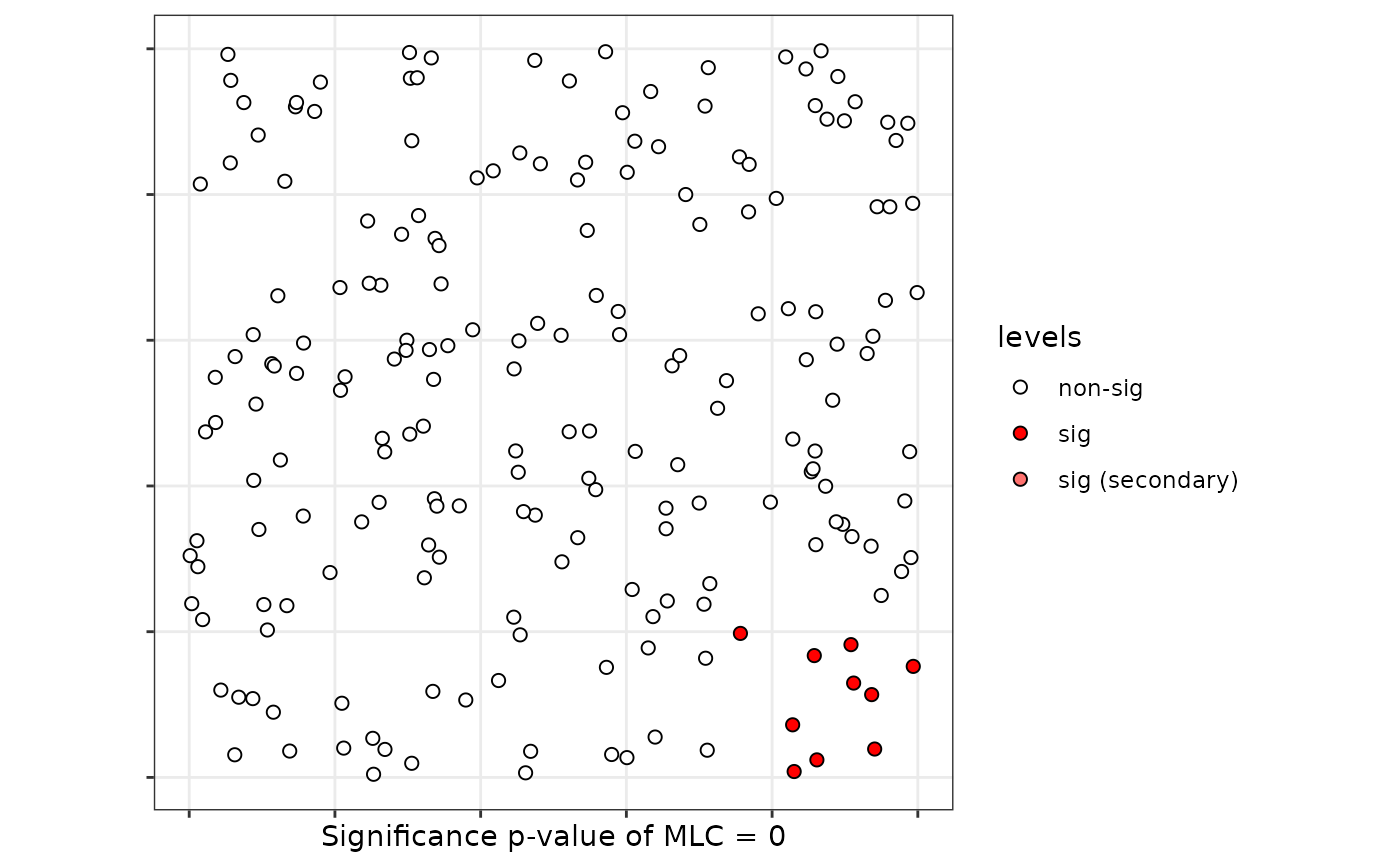 levels
non-sig
sig
sig (secondary)
Significance p-value of MLC = 0